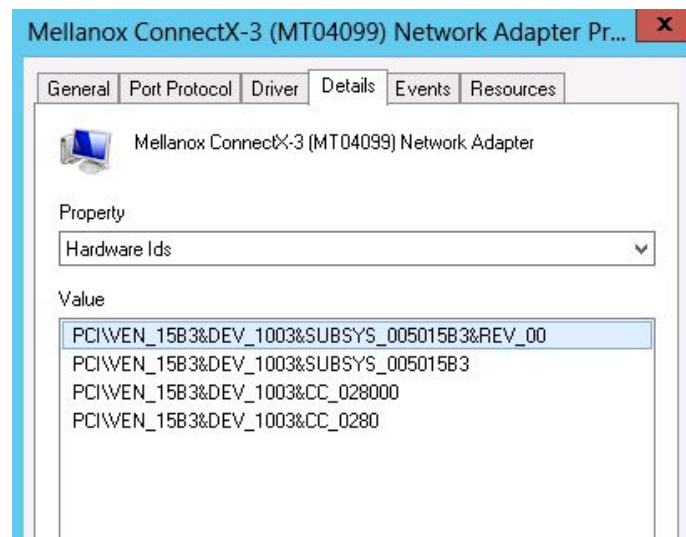 Mellanox ConnectX-3 (MT04099) Network Adapter Pr... x
General Port Protocol Driver Details Events Resources
Mellanox ConnectX-3 (MT04099) Network Adapter
Property
Hardware Ids
Value
PCI\VEN_15B3&DEV_1003&SUBSYS_005015B3&REV_00
PCI\VEN_15B3&DEV_1003&SUBSYS_005015B3
PCI\VEN_15B3&DEV_1003&CC_028000
PCI\VEN_15B3&DEV_1003&CC_0280